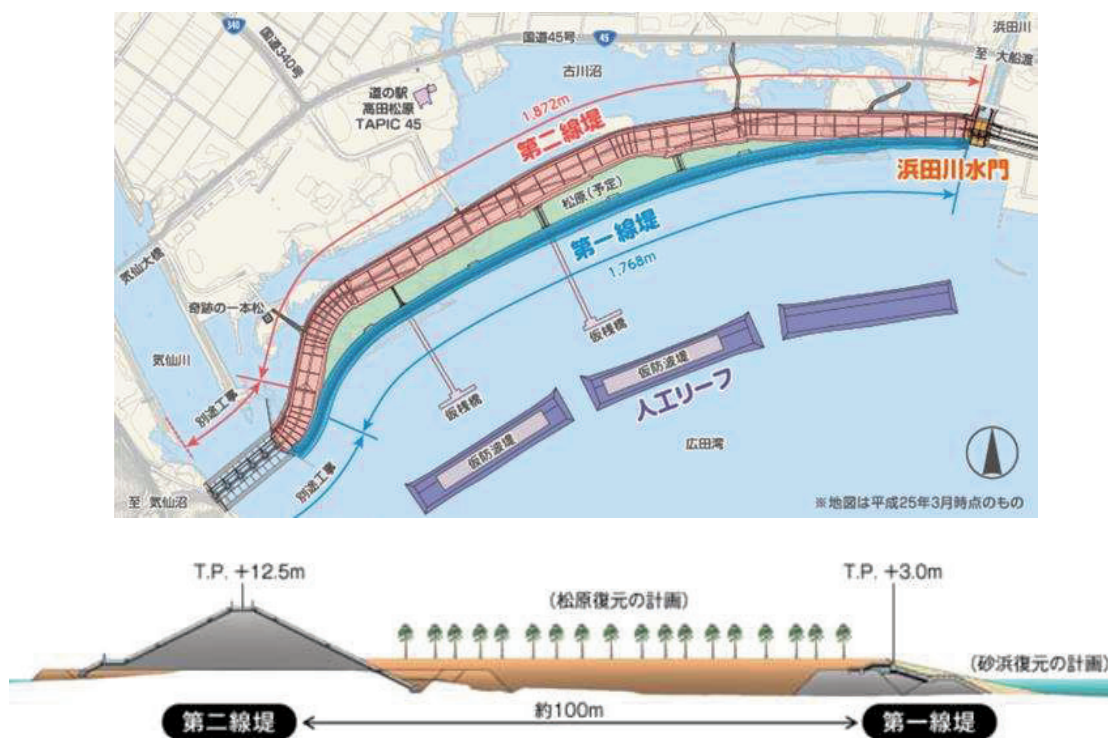 340
国道340号
国道45号
45
浜田川
至 大船渡
古川沼
道の駅
高田松原
TAPIC 45
1,872m
第二線堤
浜田川水門
松原(予定)
第一線堤
1,768m
気仙大橋
奇跡の一本松
気仙川
別途工事
仮桟橋
仮桟橋
仮防波堤
人工リーフ
仮防波堤
広田湾
別途工事
至 気仙沼
※地図は平成25年3月時点のもの
T.P. +12.5m
T.P. +3.0m
(松原復元の計画)
(砂浜復元の計画)
第二線堤
約100m
第一線堤